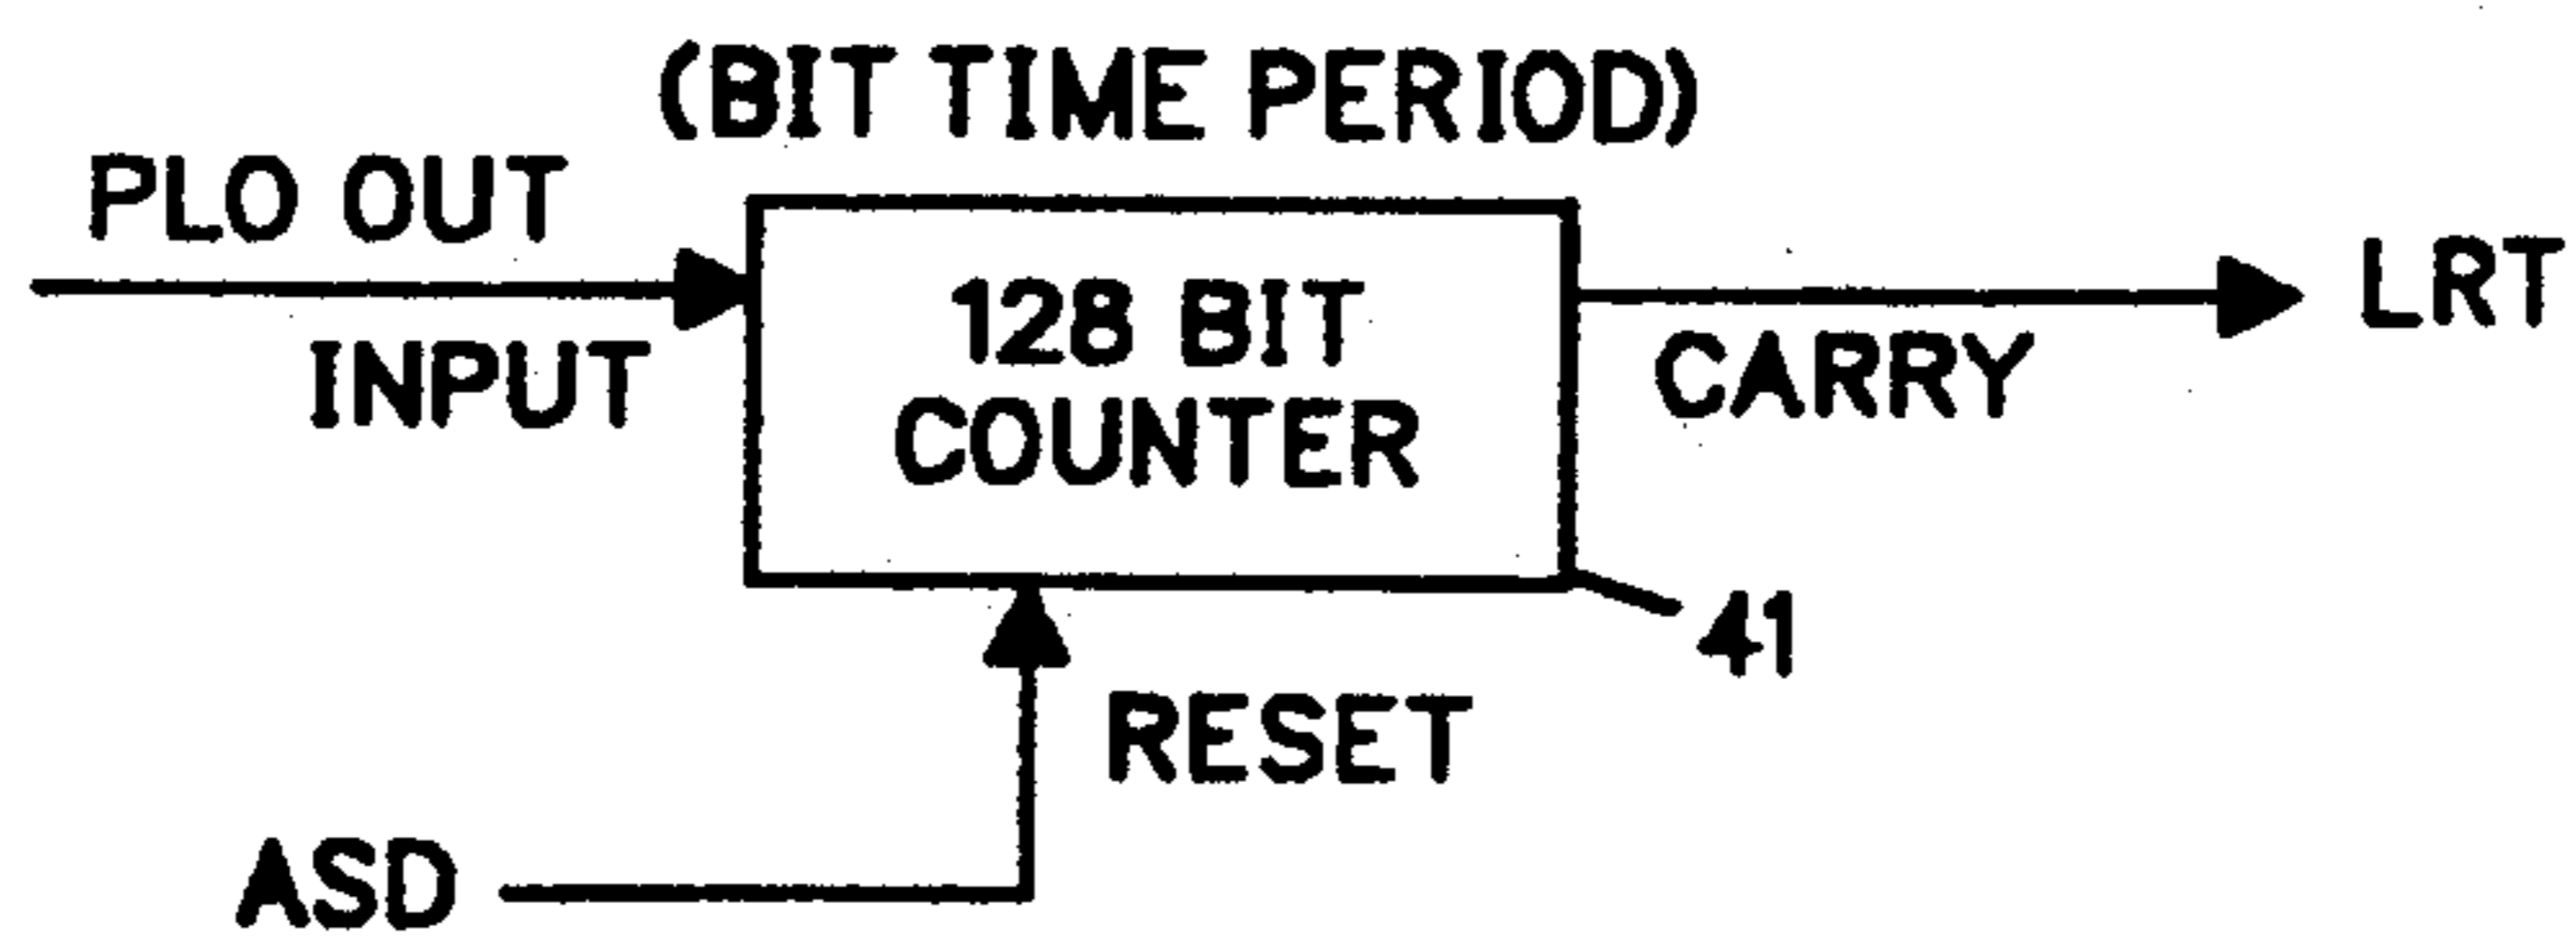 (BIT TIME PERIOD)
PLO OUT
INPUT
128 BIT
COUNTER
CARRY
LRT
41
RESET
ASD